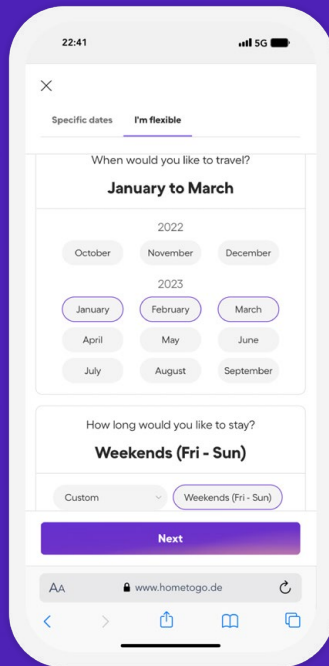 22:41 5G
Specific dates I'm flexible
When would you like to travel?
January to March
2022
October November December
2023
January February March
April May June
July August September
How long would you like to stay?
Weekends (Fri - Sun)
Custom Weekends (Fri - Sun)
Next
AA www.hometogo.de